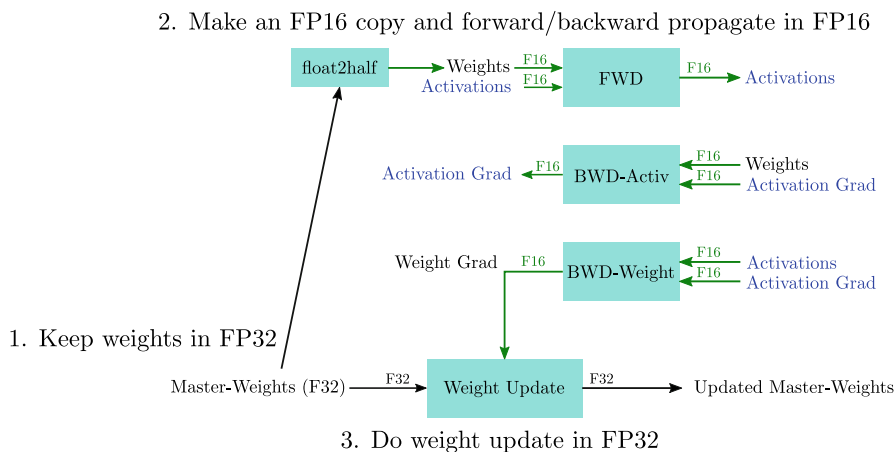 2. Make an FP16 copy and forward/backward propagate in FP16
float2half
Weights
F16
Activations
F16
FWD
F16
Activations
Activation Grad
F16
BWD-Activ
F16
Weights
F16
Activation Grad
Weight Grad
F16
BWD-Weight
F16
Activations
F16
Activation Grad
1. Keep weights in FP32
Master-Weights (F32)
F32
Weight Update
F32
Updated Master-Weights
3. Do weight update in FP32